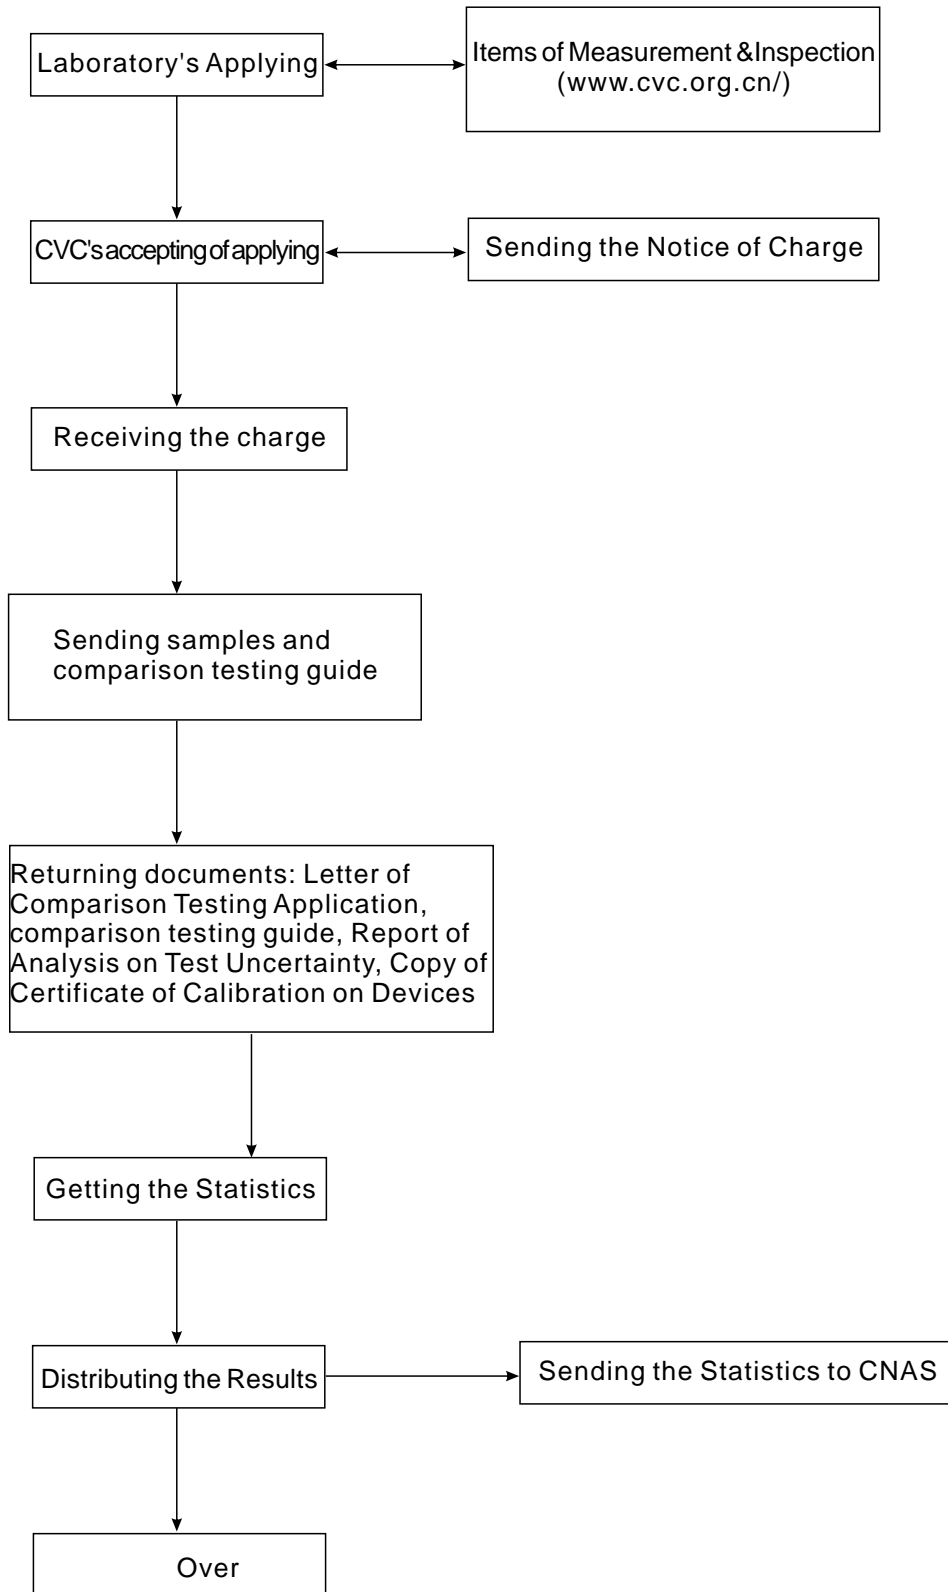 Laboratory's Applying
Items of Measurement &Inspection
(www.cvc.org.cn/)
CVC's accepting of applying
Sending the Notice of Charge
Receiving the charge
Sending samples and
comparison testing guide
Returning documents: Letter of
Comparison Testing Application,
comparison testing guide, Report of
Analysis on Test Uncertainty, Copy of
Certificate of Calibration on Devices
Getting the Statistics
Distributing the Results
Sending the Statistics to CNAS
Over